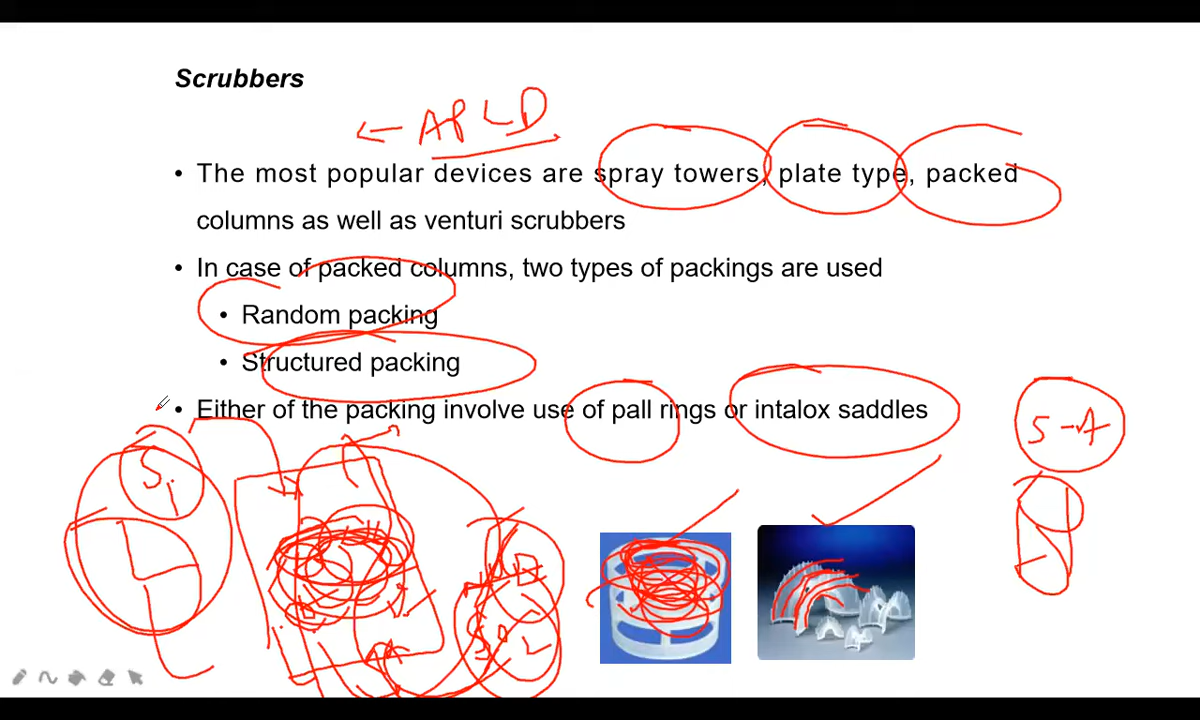 Scrubbers
← APLD
• The most popular devices are spray towers, plate type, packed
columns as well as venturi scrubbers
• In case of packed columns, two types of packings are used
• Random packing
• Structured packing
• Either of the packing involve use of pall rings or intalox saddles
S-A
Si
L